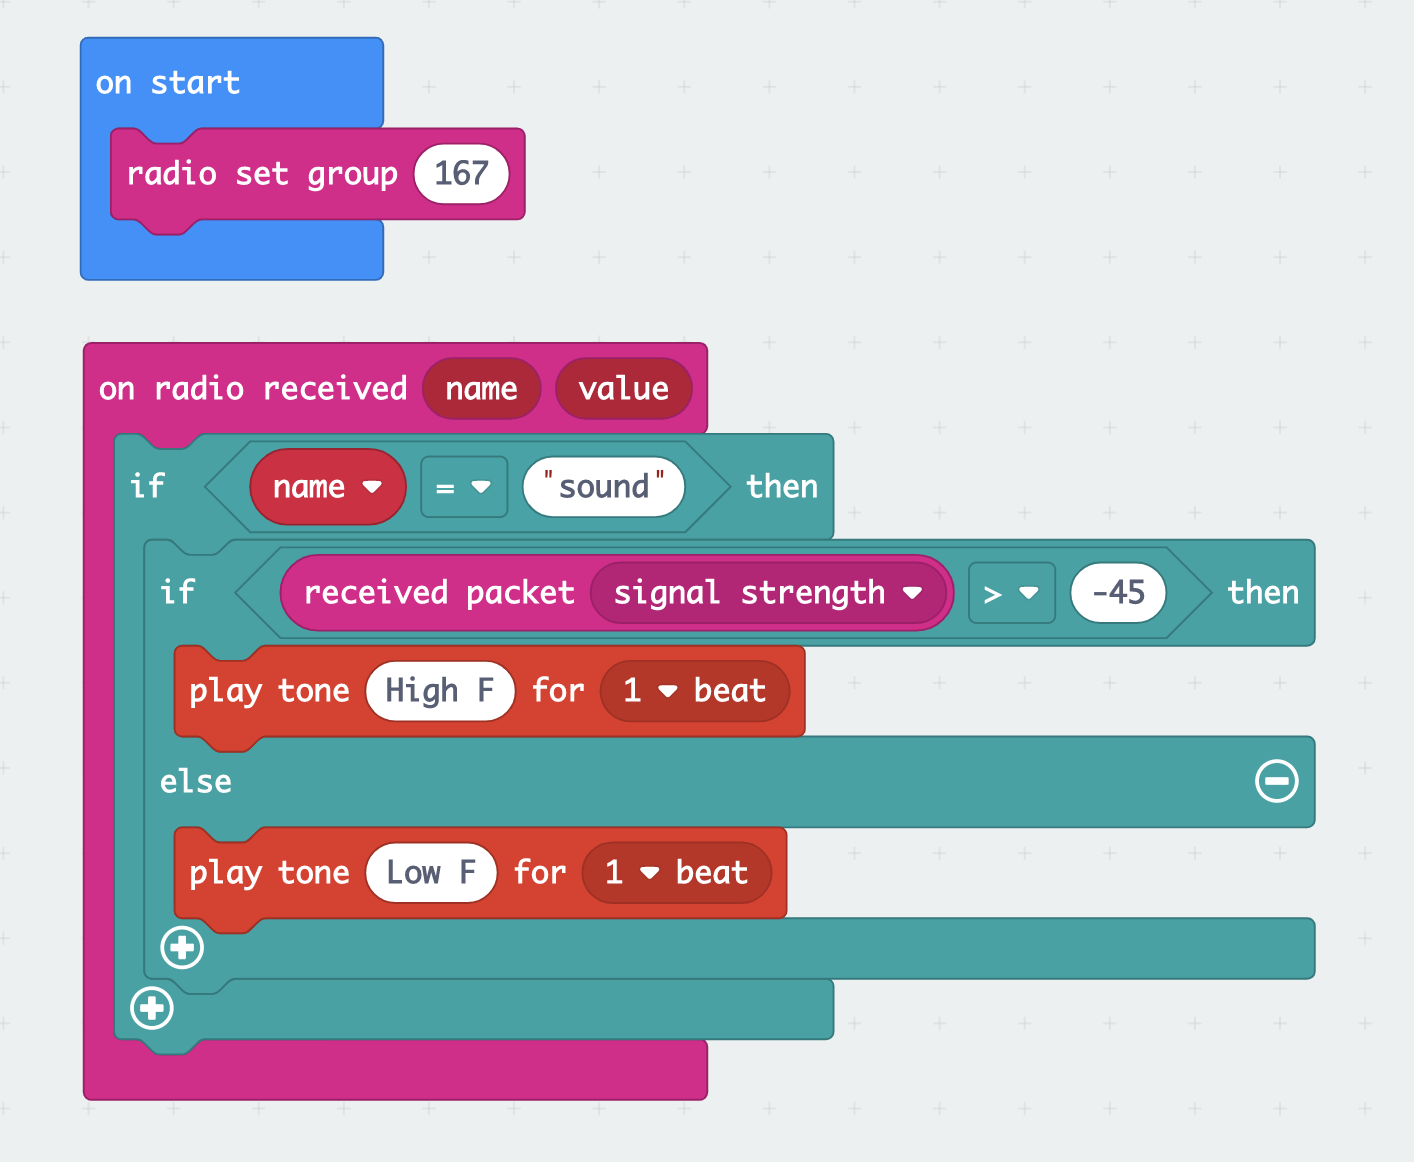 on start
radio set group 167
on radio received name value
if name = "sound" then
if received packet signal strength > -45 then
play tone High F for 1 beat
else
play tone Low F for 1 beat